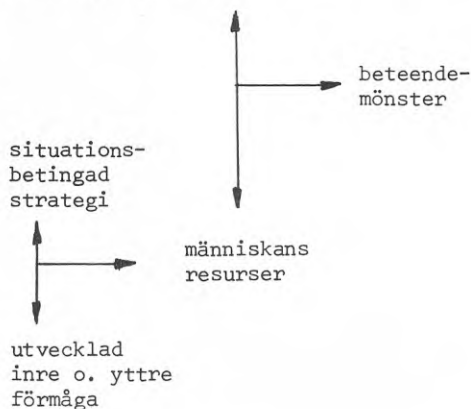 beteende-
mönster
situations-
betingad
strategi
människans
resurser
utvecklad
inre o. yttre
förmåga